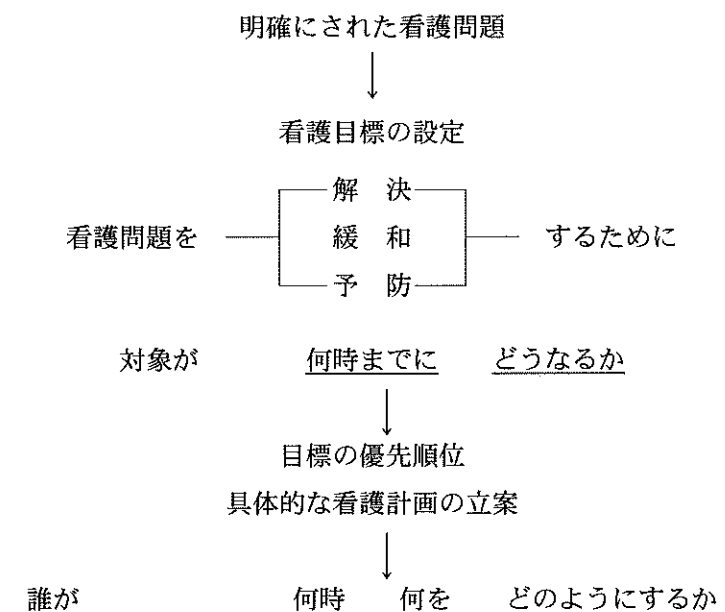 明確にされた看護問題
看護目標の設定
解 決
看護問題を 緩 和 するために
予 防
対象が 何時までに どうなるか
目標の優先順位
具体的な看護計画の立案
誰が 何時 何を どのようにするか